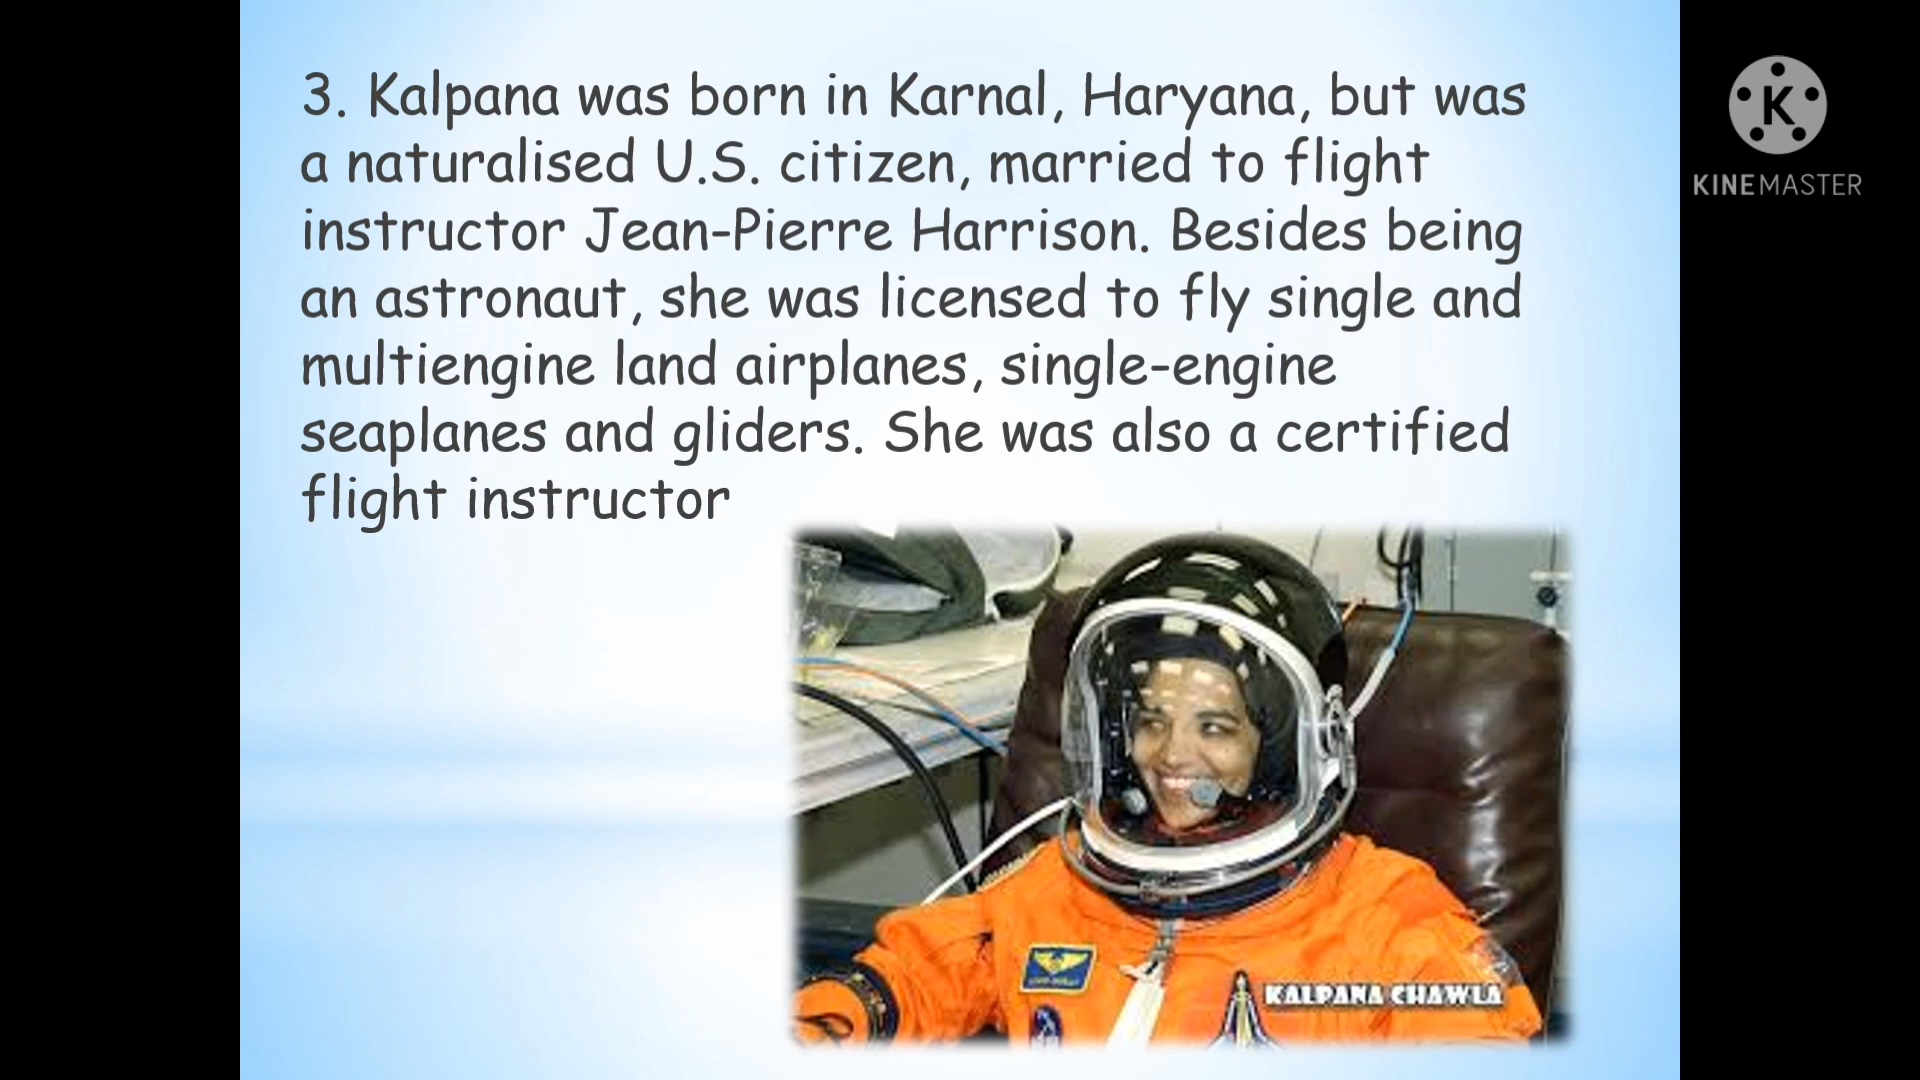 3. Kalpana was born in Karnal, Haryana, but was
a naturalised U.S. citizen, married to flight
instructor Jean-Pierre Harrison. Besides being
an astronaut, she was licensed to fly single and
multiengine land airplanes, single-engine
seaplanes and gliders. She was also a certified
flight instructor
K
KINEMASTER
KALPANA CHAWLA